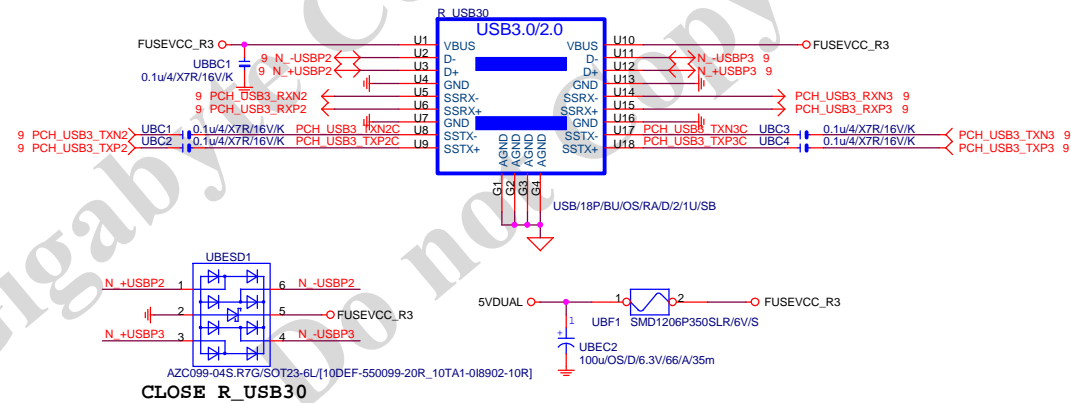 R_USB30
USB3.0/2.0
FUSEVCC_R3
U1 VBUS
VBUS U10
FUSEVCC_R3
9 N_-USBP2
U2 D-
D- U11
N_-USBP3 9
9 N_+USBP2
U3 D+
D+ U12
N_+USBP3 9
UBBC1
0.1u/4/X7R/16V/K
U4 GND
GND U13
9 PCH_USB3_RXN2
U5 SSRX-
SSRX- U14
PCH_USB3_RXN3 9
9 PCH_USB3_RXP2
U6 SSRX+
SSRX+ U15
PCH_USB3_RXP3 9
U7 GND
GND U16
9 PCH_USB3_TXN2
UBC1 0.1u/4/X7R/16V/K
PCH_USB3_TXN2C
U8 SSTX-
SSTX- U17
PCH_USB3_TXN3C
UBC3 0.1u/4/X7R/16V/K
PCH_USB3_TXN3 9
9 PCH_USB3_TXP2
UBC2 0.1u/4/X7R/16V/K
PCH_USB3_TXP2C
U9 SSTX+
SSTX+ U18
PCH_USB3_TXP3C
UBC4 0.1u/4/X7R/16V/K
PCH_USB3_TXP3 9
AGND AGND AGND AGND
G1 G2 G3 G4
USB/18P/BU/OS/RA/D/2/1U/SB
UBESD1
N_+USBP2 1
6 N_-USBP2
2
5 FUSEVCC_R3
N_+USBP3 3
4 N_-USBP3
AZC099-04S.R7G/SOT23-6L/[10DEF-550099-20R_10TA1-0I8902-10R]
CLOSE R_USB30
5VDUAL
1 2
FUSEVCC_R3
UBF1 SMD1206P350SLR/6V/S
+ 1
UBEC2
100u/OS/D/6.3V/66/A/35m
Do not Copy